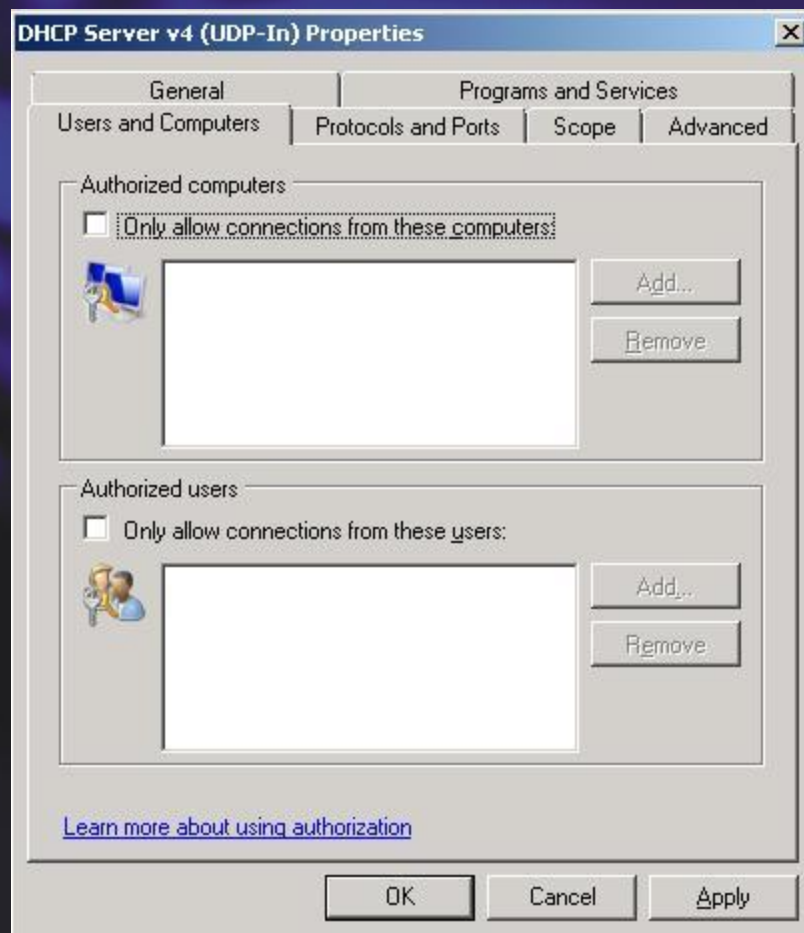 DHCP Server v4 (UDP-In) Properties
General
Programs and Services
Users and Computers
Protocols and Ports
Scope
Advanced
Authorized computers
Only allow connections from these computers:
Add...
Remove
Authorized users
Only allow connections from these users:
Add...
Remove
Learn more about using authorization
OK
Cancel
Apply